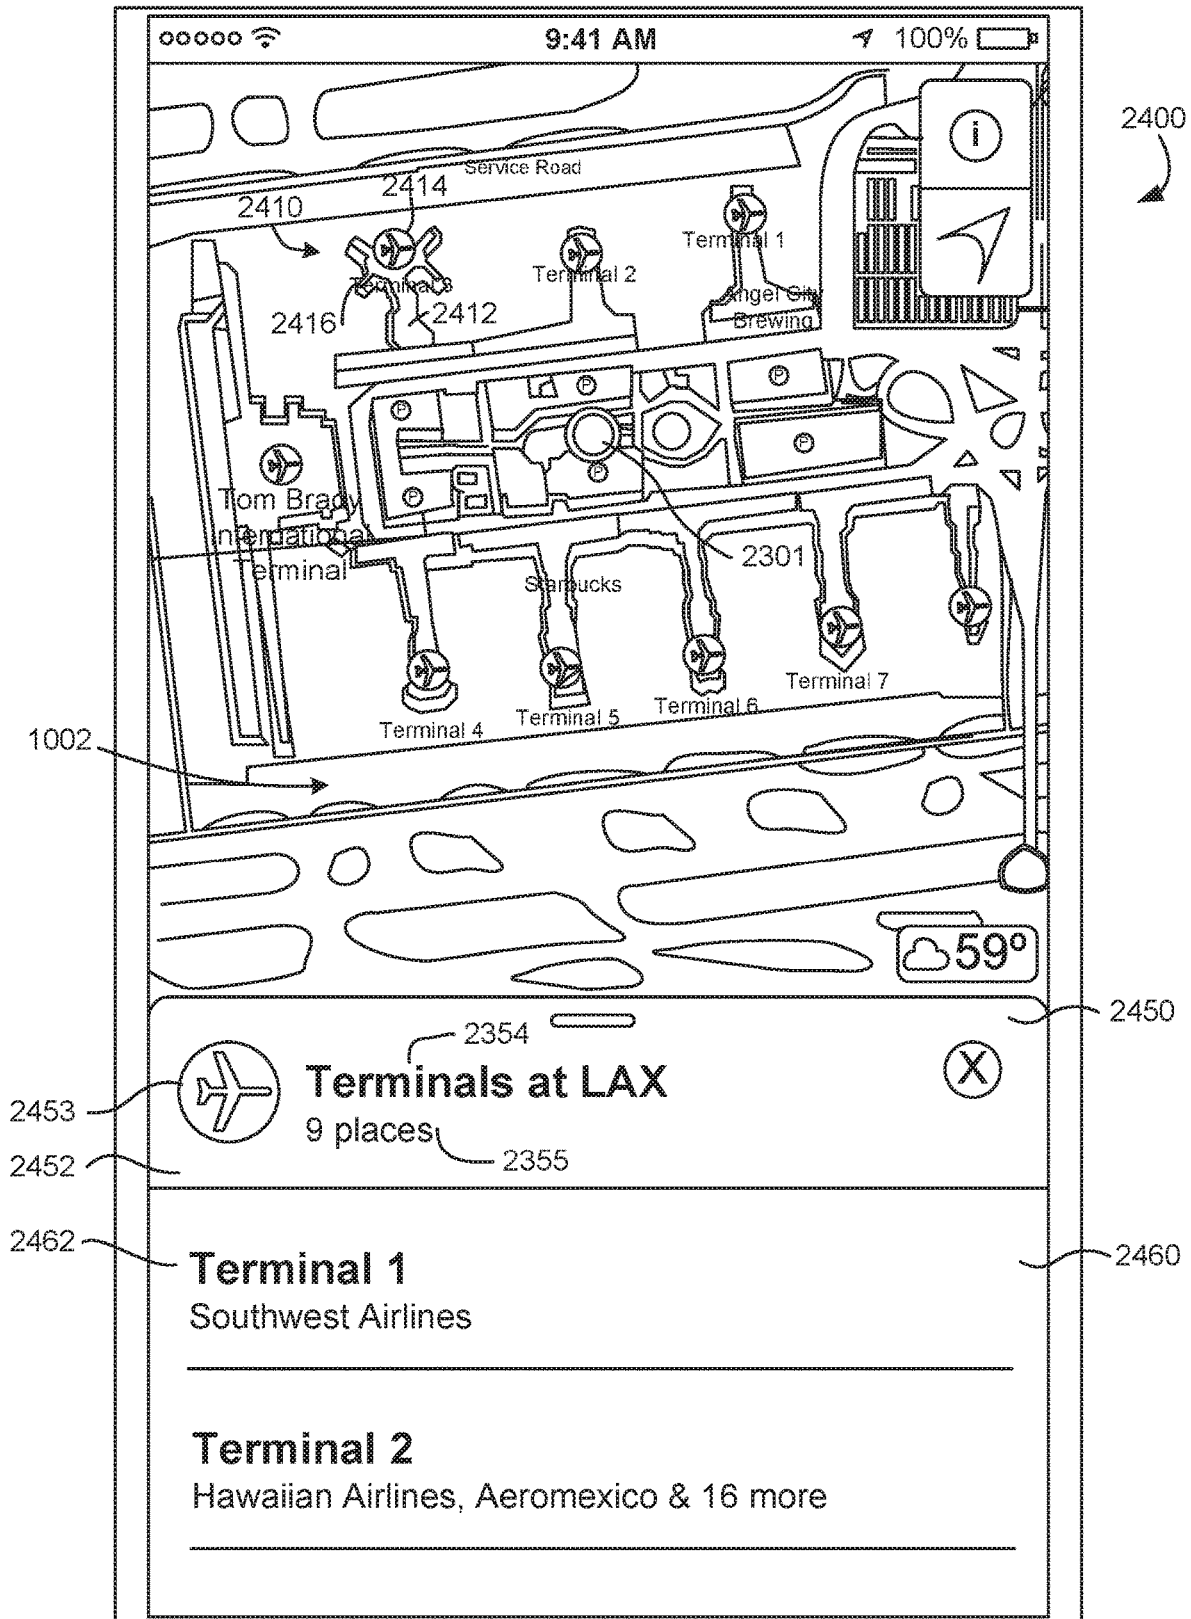 9:41 AM
100%
2400
i
Service Road
2414
2410
Terminal 1
Terminal 2
Terminal 3
Angel City
Brewing
2416
2412
P
P
P
P
P
P
Tom Brady
International
Terminal
2301
Starbucks
Terminal 7
Terminal 6
Terminal 5
Terminal 4
1002
59°
2450
2354
Terminals at LAX
X
2453
9 places
2355
2452
2462
2460
Terminal 1
Southwest Airlines
Terminal 2
Hawaiian Airlines, Aeromexico & 16 more